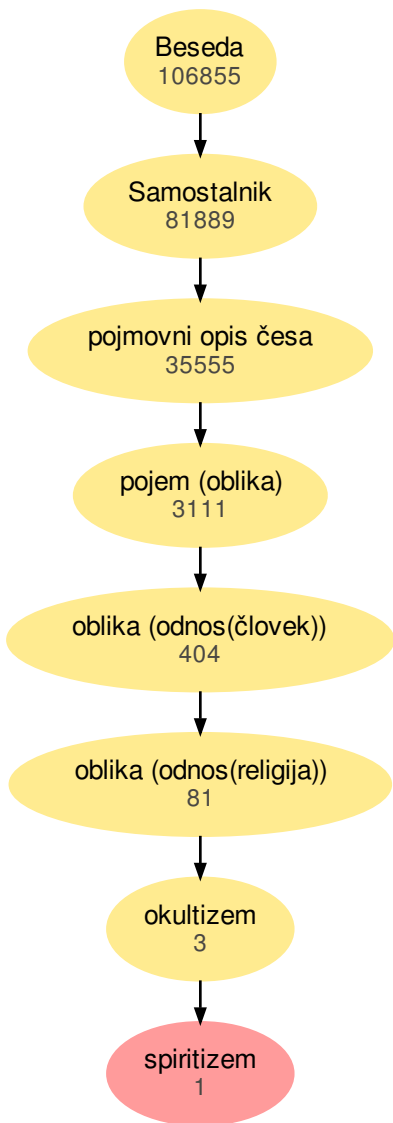 Beseda
106855
Samostalnik
81889
pojmovni opis česa
35555
pojem (oblika)
3111
oblika (odnos(človek))
404
oblika (odnos(religija))
81
okultizem
3
spiritizem
1